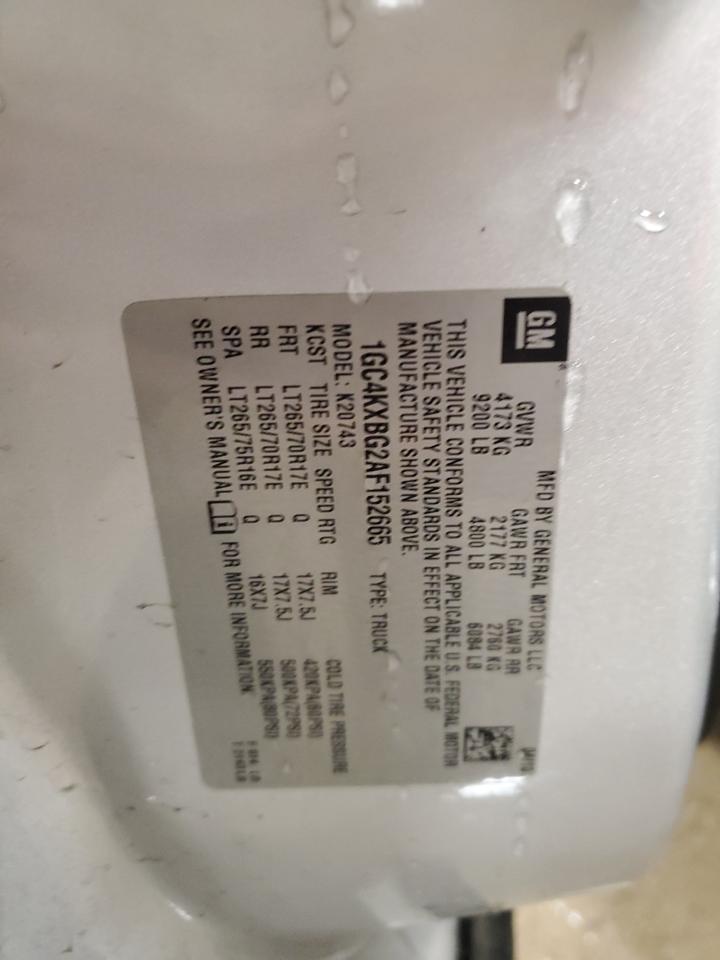 GM
MFD BY GENERAL MOTORS LLC
GVWR GAWR FRT GAWR RR
4173 KG 2177 KG 2760 KG
9200 LB 4800 LB 6084 LB
THIS VEHICLE CONFORMS TO ALL APPLICABLE U.S. FEDERAL MOTOR
VEHICLE SAFETY STANDARDS IN EFFECT ON THE DATE OF
MANUFACTURE SHOWN ABOVE.
1GC4KXBG2AF152665 TYPE: TRUCK
MODEL: K20743
KCST TIRE SIZE SPEED RTG RIM COLD TIRE PRESSURE
FRT LT265/70R17E Q 17X7.5J 420KPA(60PSI)
RR LT265/70R17E Q 17X7.5J 500KPA(72PSI)
SPA LT265/75R16E Q 16X7J 550KPA(80PSI)
SEE OWNER'S MANUAL FOR MORE INFORMATION.